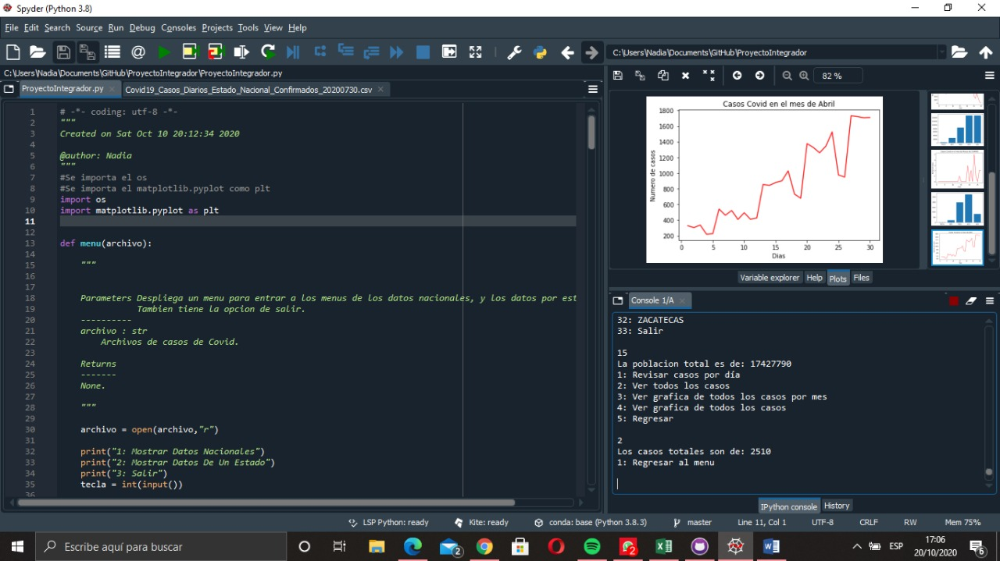 Spyder (Python 3.8)
File Edit Search Source Run Debug Consoles Projects Tools View Help
C:\Users\Nadia\Documents\GitHub\ProyectoIntegrador
C:\Users\Nadia\Documents\GitHub\ProyectoIntegrador\ProyectoIntegrador.py
ProyectoIntegrador.py
Covid19_Casos_Diarios_Estado_Nacional_Confirmados_20200730.csv
1 # -*- coding: utf-8 -*-
2 """
3 Created on Sat Oct 10 20:12:34 2020
4
5 @author: Nadia
6 """
7 #Se importa el os
8 #Se importa el matplotlib.pyplot como plt
9 import os
10 import matplotlib.pyplot as plt
11
12
13 def menu(archivo):
14
15 """
16
17
18 Parameters Despliega un menu para entrar a los menus de los datos nacionales, y los datos por est
19 Tambien tiene la opcion de salir.
20 ----------
21 archivo : str
22 Archivos de casos de Covid.
23
24 Returns
25 -------
26 None.
27
28 """
29
30 archivo = open(archivo,"r")
31
32 print("1: Mostrar Datos Nacionales")
33 print("2: Mostrar Datos De Un Estado")
34 print("3: Salir")
35 tecla = int(input())
36
82 %
Casos Covid en el mes de Abril
1800
1600
1400
1200
1000
800
600
400
200
Numero de casos
0 5 10 15 20 25 30
Dias
Variable explorer Help Plots Files
Console 1/A
32: ZACATECAS
33: Salir
15
La poblacion total es de: 17427790
1: Revisar casos por día
2: Ver todos los casos
3: Ver grafica de todos los casos por mes
4: Ver grafica de todos los casos
5: Regresar
2
Los casos totales son de: 2510
1: Regresar al menu
IPython console History
LSP Python: ready Kite: ready conda: base (Python 3.8.3) master Line 11, Col 1 UTF-8 CRLF RW Mem 75%
Escribe aquí para buscar
2
2
ESP
17:06
20/10/2020
6